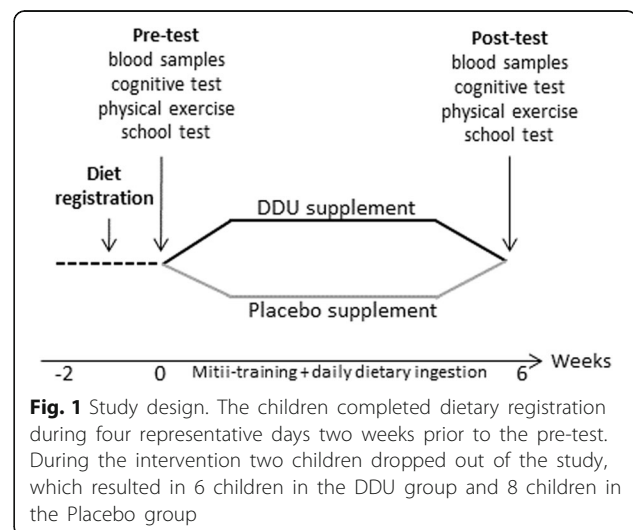 Pre-test
blood samples
cognitive test
physical exercise
school test
Post-test
blood samples
cognitive test
physical exercise
school test
Diet
registration
DDU supplement
Placebo supplement
Weeks
-2 0 Mitii-training + daily dietary ingestion 6
Fig. 1 Study design. The children completed dietary registration
during four representative days two weeks prior to the pre-test.
During the intervention two children dropped out of the study,
which resulted in 6 children in the DDU group and 8 children in
the Placebo group